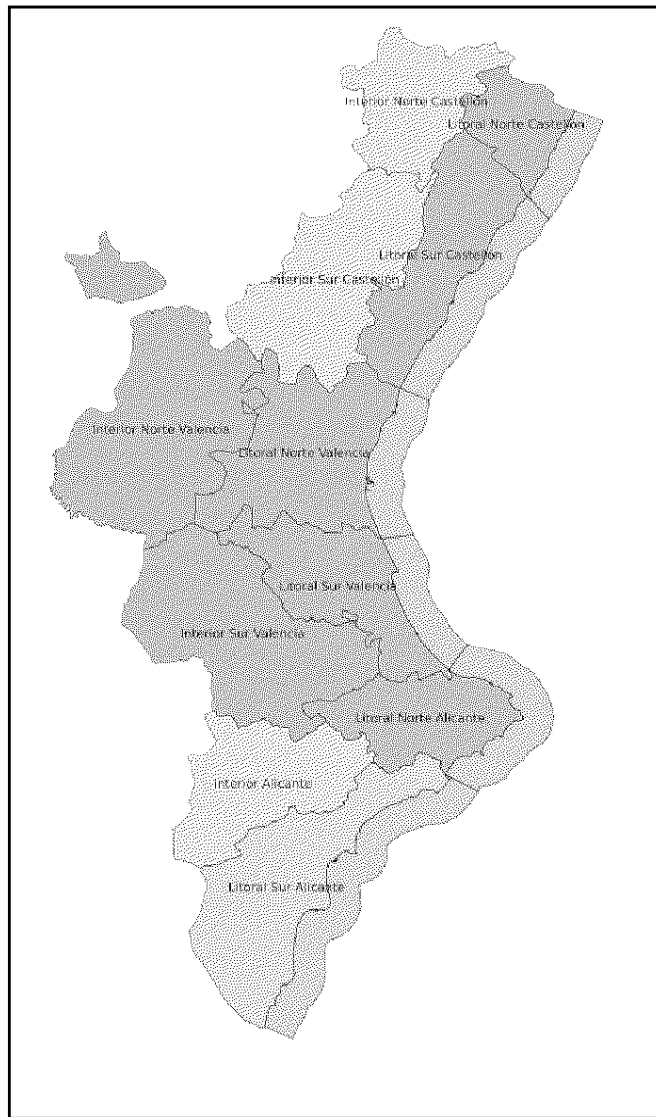 Interior Norte Castellón
Litoral Norte Castellón
Litoral Sur Castellón
Interior Sur Castellón
Interior Norte Valencia
Litoral Norte Valencia
Litoral Sur Valencia
Interior Sur Valencia
Litoral Norte Alicante
Interior Alicante
Litoral Sur Alicante